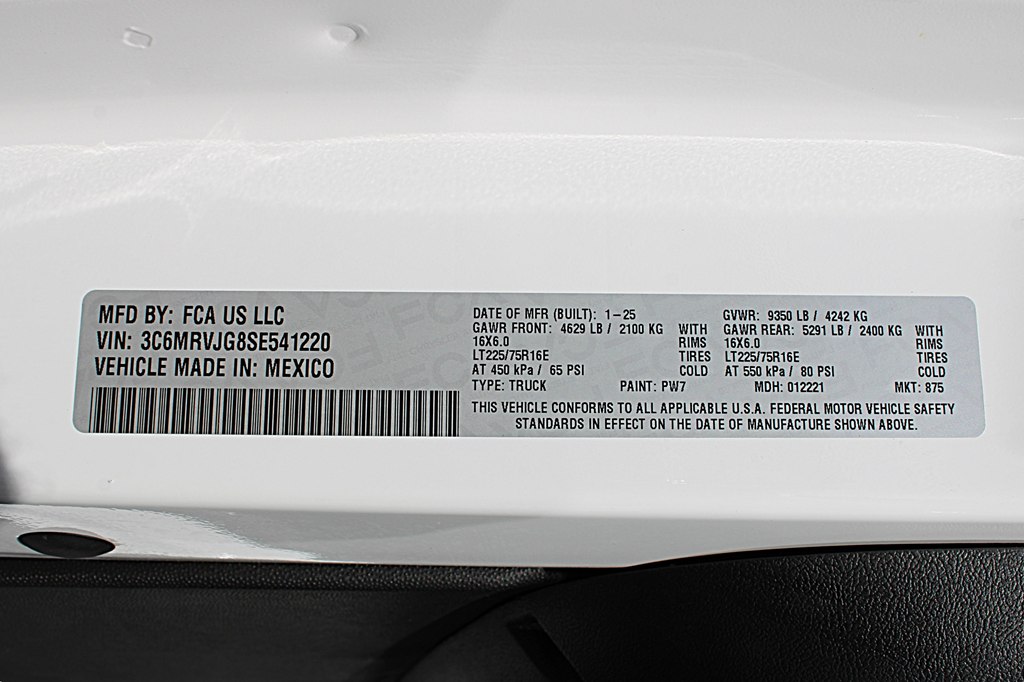 MFD BY: FCA US LLC
VIN: 3C6MRVJG8SE541220
VEHICLE MADE IN: MEXICO
DATE OF MFR (BUILT): 1-25
GAWR FRONT: 4629 LB / 2100 KG WITH
16X6.0 RIMS
LT225/75R16E TIRES
AT 450 kPa / 65 PSI COLD
TYPE: TRUCK PAINT: PW7
GVWR: 9350 LB / 4242 KG
GAWR REAR: 5291 LB / 2400 KG WITH
16X6.0 RIMS
LT225/75R16E TIRES
AT 550 kPa / 80 PSI COLD
MDH: 012221 MKT: 875
THIS VEHICLE CONFORMS TO ALL APPLICABLE U.S.A. FEDERAL MOTOR VEHICLE SAFETY
STANDARDS IN EFFECT ON THE DATE OF MANUFACTURE SHOWN ABOVE.